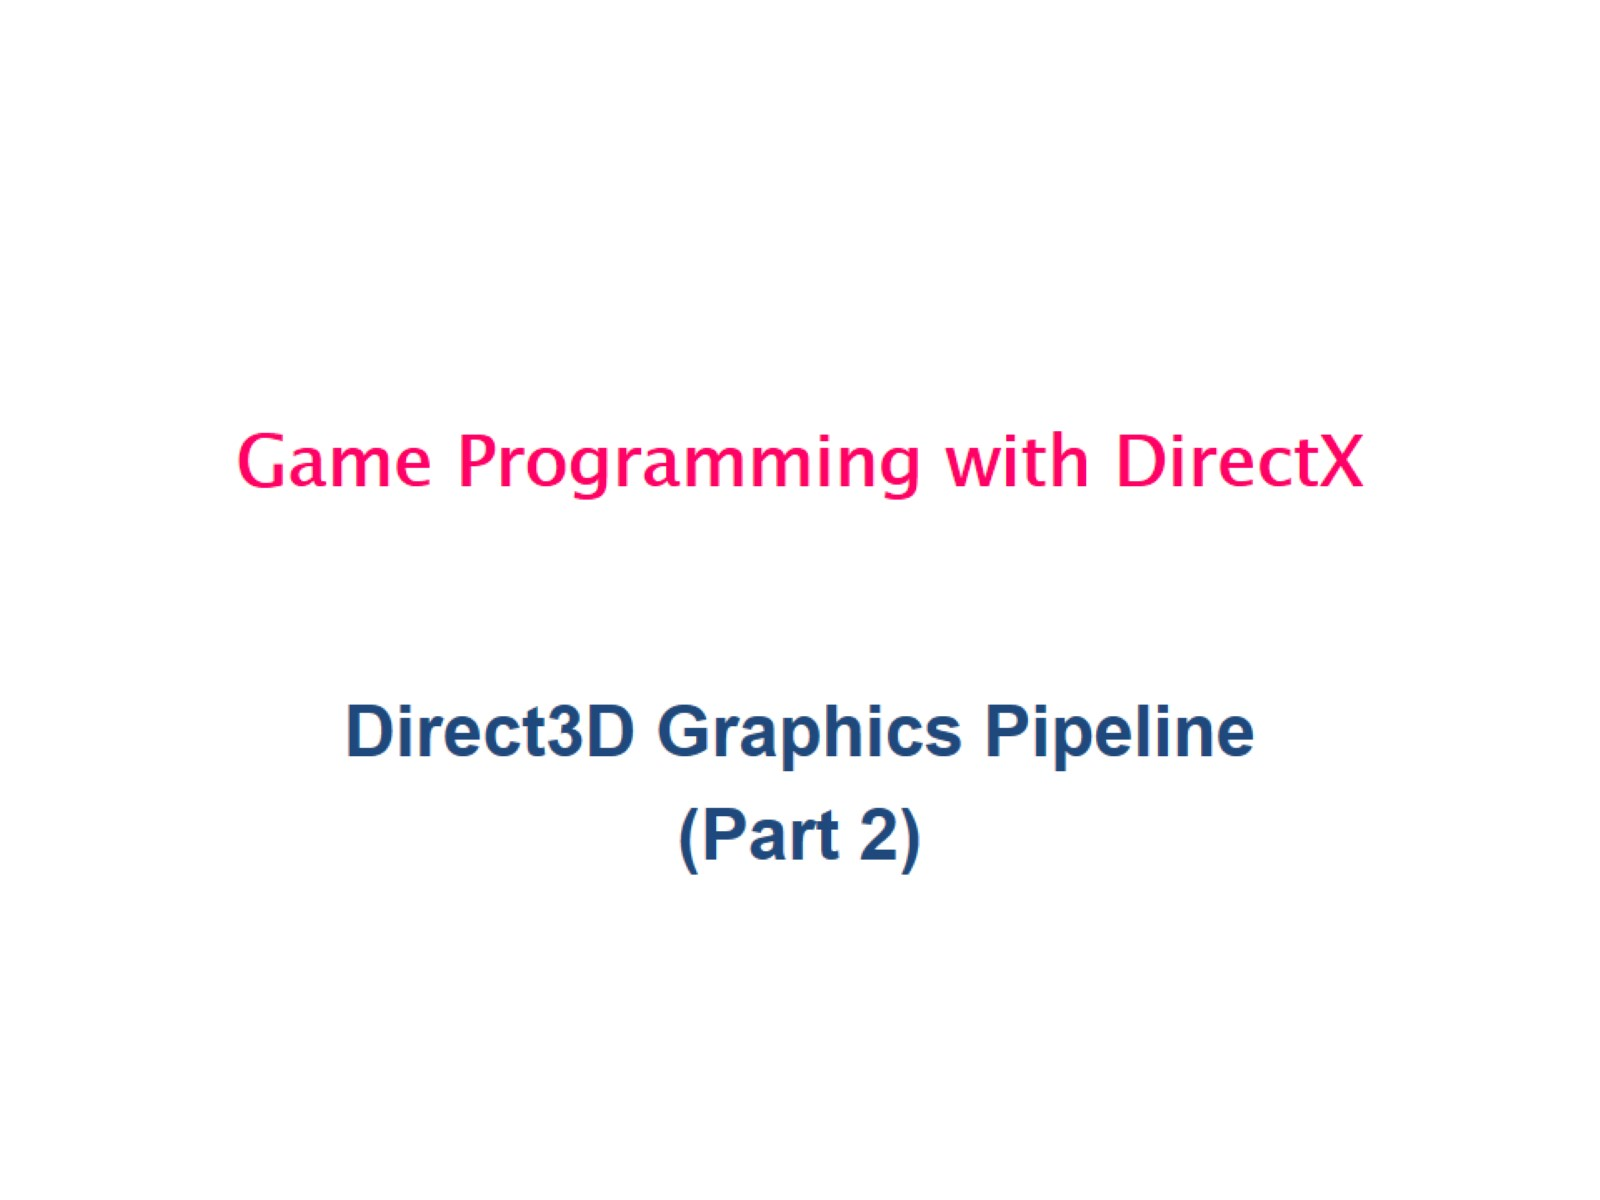 Game Programming with DirectX
Direct3D Graphics Pipeline
(Part 2)